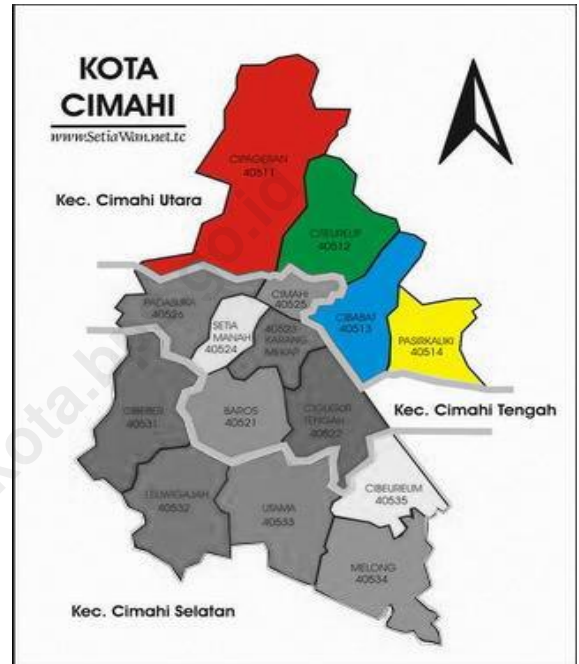 KOTA
CIMAHI
www.SetiaWan.net.tc
Kec. Cimahi Utara
CIPAGERAN
40511
CITEUREUP
40512
CIBABAT
40513
PASIRKALIKI
40514
CIMAHI
40525
PADASUKA
40526
SETIA
MANAH
40524
40523
KARANG
MEKAR
Kec. Cimahi Tengah
CIBEBER
40531
BAROS
40521
CIGUGUR
TENGAH
40522
CIBEUREUM
40535
LEUWIGAJAH
40532
UTAMA
40533
MELONG
40534
Kec. Cimahi Selatan